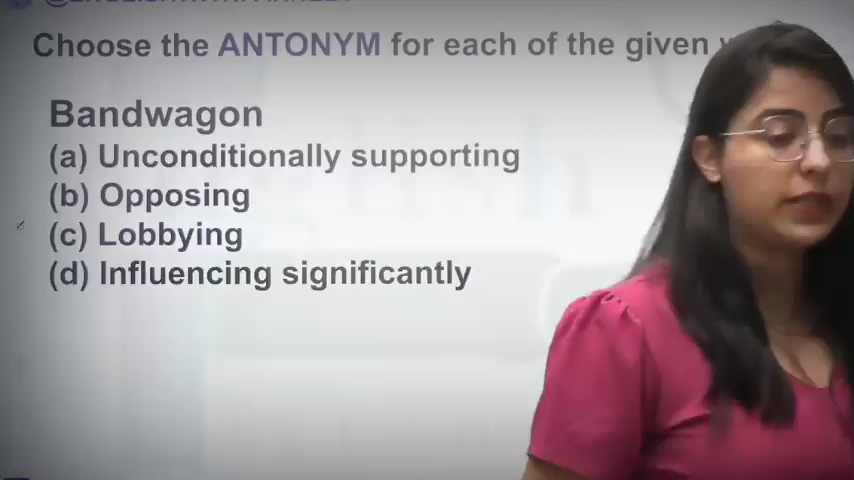 Choose the ANTONYM for each of the given
Bandwagon
(a) Unconditionally supporting
(b) Opposing
(c) Lobbying
(d) Influencing significantly